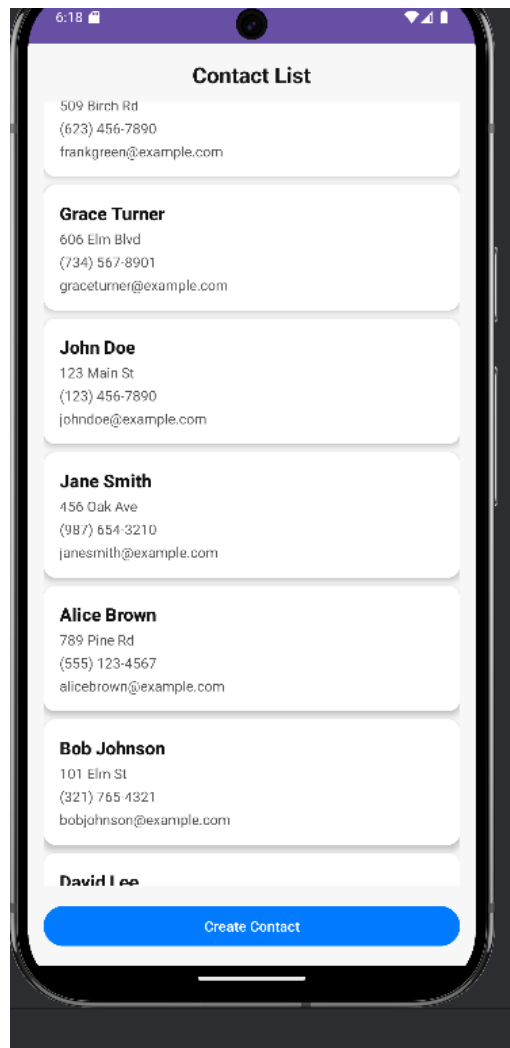 6:18
Contact List
509 Birch Rd
(623) 456-7890
frankgreen@example.com
Grace Turner
606 Elm Blvd
(734) 567-8901
graceturner@example.com
John Doe
123 Main St
(123) 456-7890
johndoe@example.com
Jane Smith
456 Oak Ave
(987) 654-3210
janesmith@example.com
Alice Brown
789 Pine Rd
(555) 123-4567
alicebrown@example.com
Bob Johnson
101 Elm St
(321) 765-4321
bobjohnson@example.com
David Lee
Create Contact